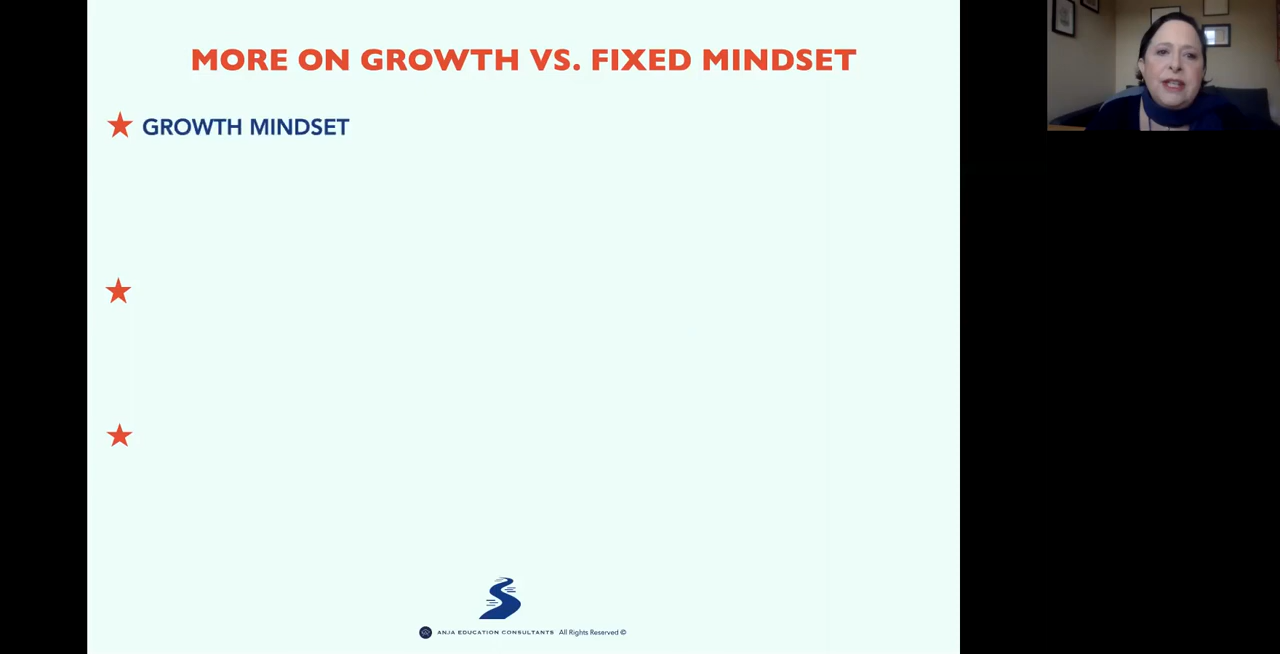 MORE ON GROWTH VS. FIXED MINDSET
GROWTH MINDSET
ANJA EDUCATION CONSULTANTS All Rights Reserved ©